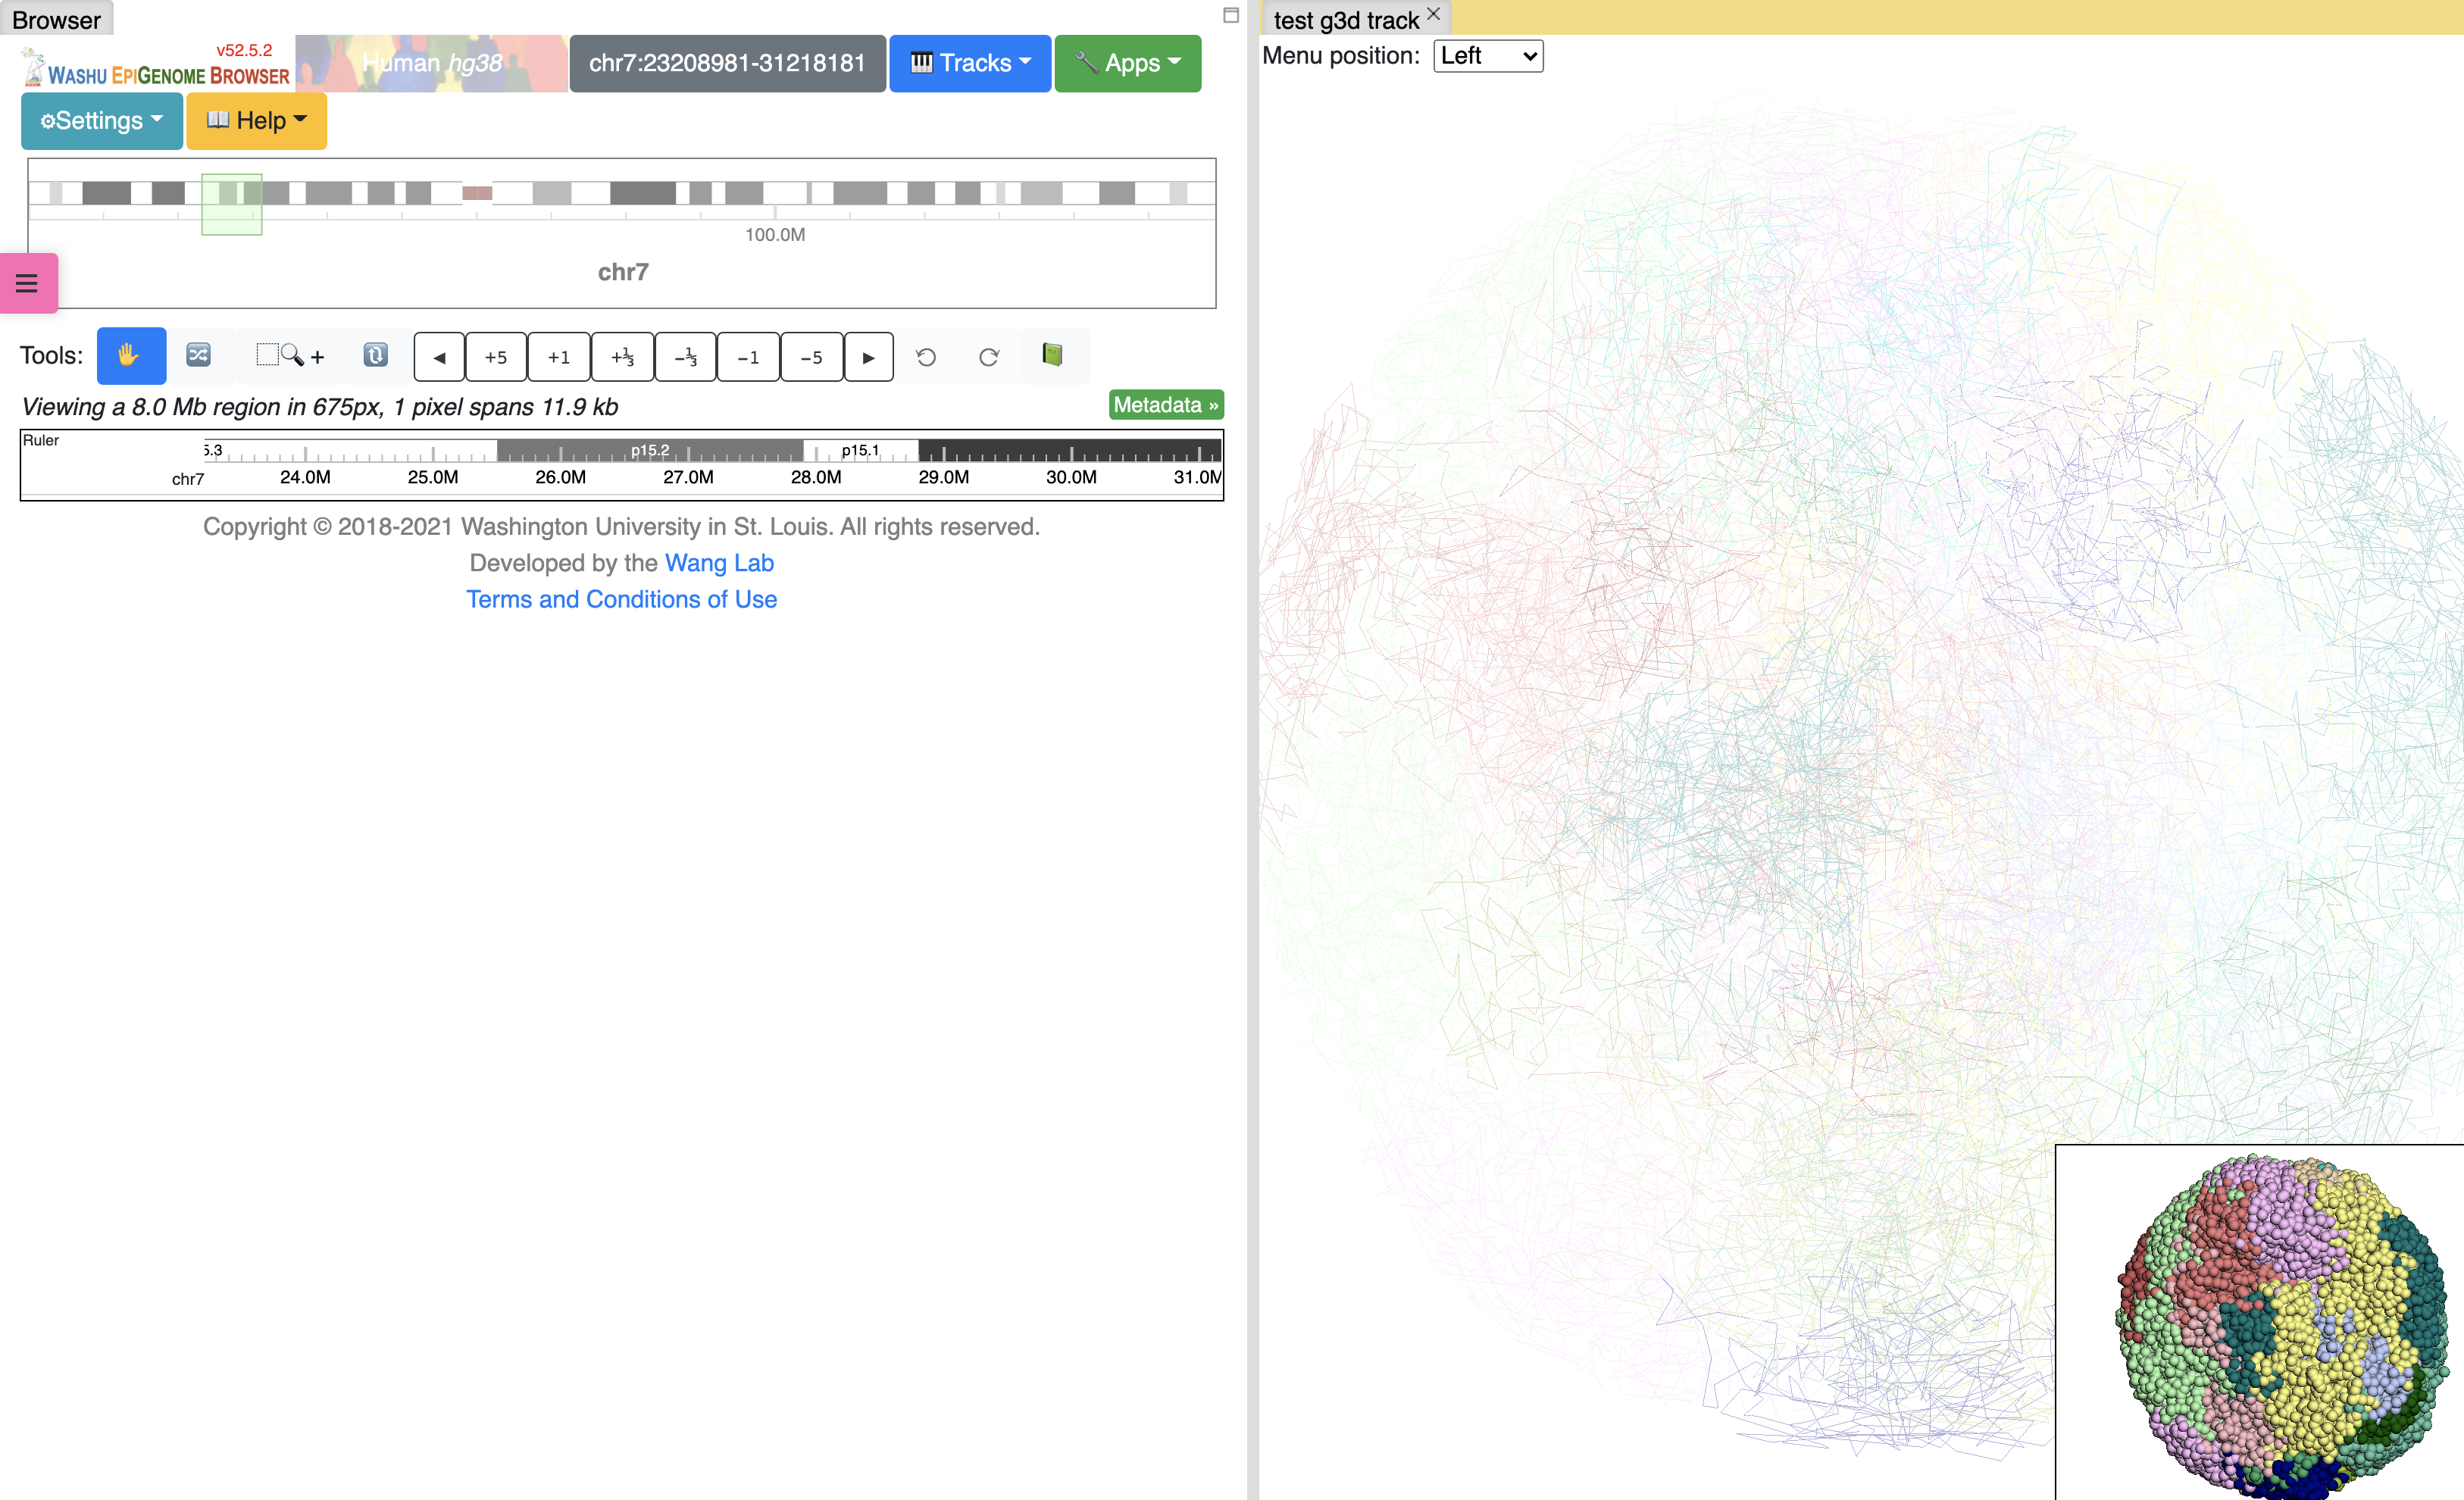 Browser
v52.5.2
WASHU EPIGENOME BROWSER
Human hg38
chr7:23208981-31218181
Tracks
Apps
Settings
Help
100.0M
chr7
Tools:
+5
+1
+⅓
-⅓
-1
-5
Viewing a 8.0 Mb region in 675px, 1 pixel spans 11.9 kb
Metadata »
Ruler
5.3
p15.2
p15.1
chr7
24.0M
25.0M
26.0M
27.0M
28.0M
29.0M
30.0M
31.0M
Copyright © 2018-2021 Washington University in St. Louis. All rights reserved.
Developed by the Wang Lab
Terms and Conditions of Use
test g3d track
Menu position: Left